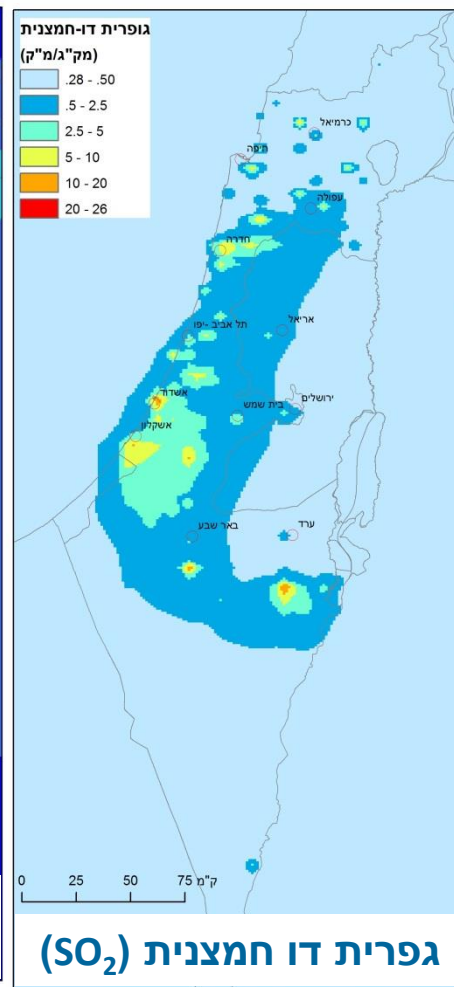 גופרית דו-חמצנית
(מק"ג/מ"ק)
.28 - .50
.5 - 2.5
2.5 - 5
5 - 10
10 - 20
20 - 26
כרמיאל
חיפה
עפולה
חדרה
אריאל
תל אביב -יפו
ירושלים
אשדוד
בית שמש
אשקלון
ערד
באר שבע
0 25 50 75 ק"מ
גפרית דו חמצנית (SO₂)